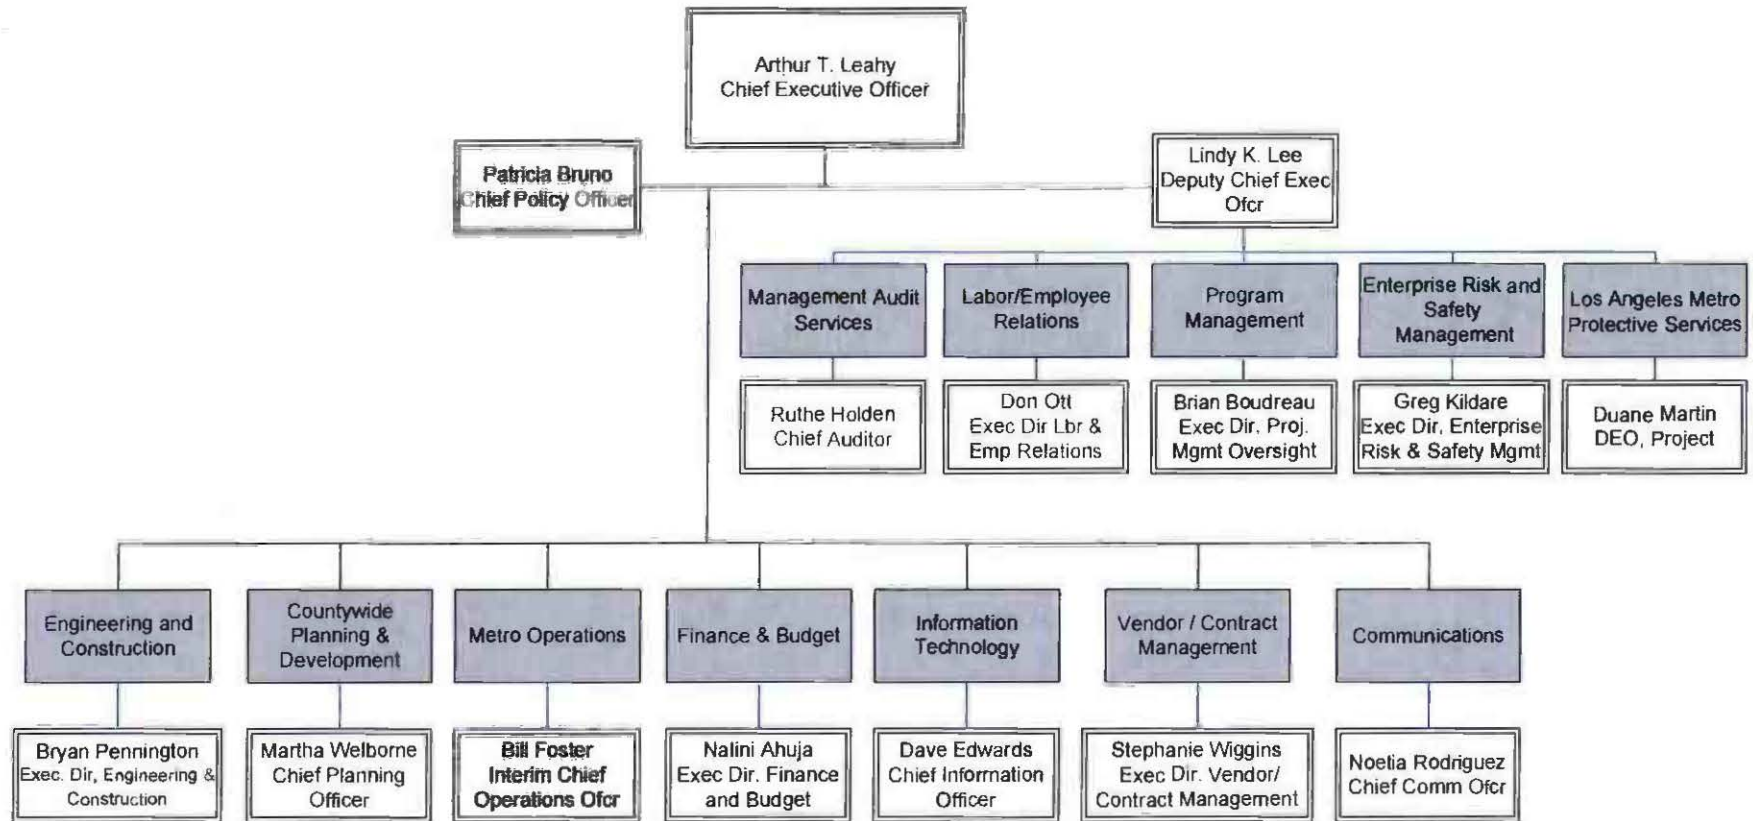 Arthur T. Leahy
Chief Executive Officer
Patricia Bruno
Chief Policy Officer
Lindy K. Lee
Deputy Chief Exec
Ofcr
Management Audit
Services
Labor/Employee
Relations
Program
Management
Enterprise Risk and
Safety
Management
Los Angeles Metro
Protective Services
Ruthe Holden
Chief Auditor
Don Ott
Exec Dir Lbr &
Emp Relations
Brian Boudreau
Exec Dir. Proj.
Mgmt Oversight
Greg Kildare
Exec Dir, Enterprise
Risk & Safety Mgmt
Duane Martin
DEO, Project
Engineering and
Construction
Countywide
Planning &
Development
Metro Operations
Finance & Budget
Information
Technology
Vendor / Contract
Management
Communications
Bryan Pennington
Exec. Dir, Engineering &
Construction
Martha Welborne
Chief Planning
Officer
Bill Foster
Interim Chief
Operations Ofcr
Nalini Ahuja
Exec Dir. Finance
and Budget
Dave Edwards
Chief Information
Officer
Stephanie Wiggins
Exec Dir. Vendor/
Contract Management
Noelia Rodriguez
Chief Comm Ofcr